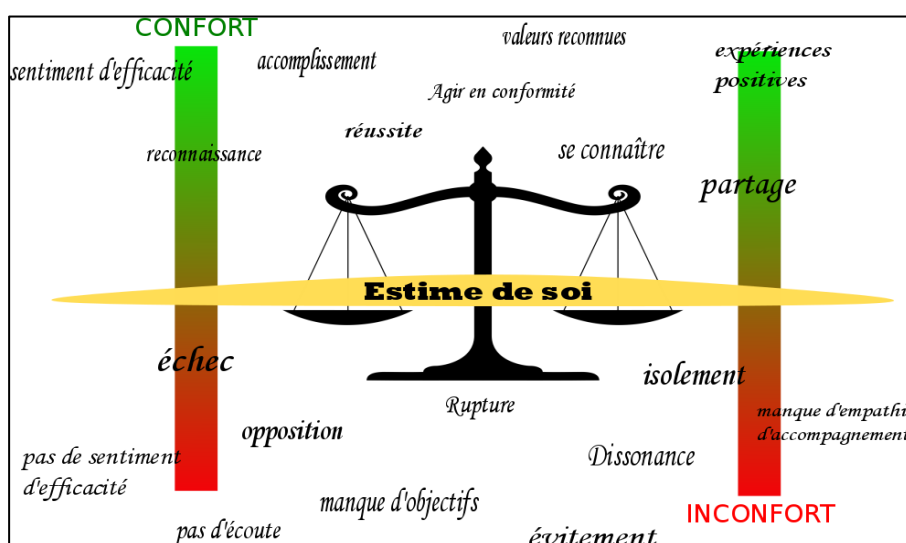 CONFORT
valeurs reconnues
expériences
positives
sentiment d'efficacité
accomplissement
Agir en conformité
réussite
reconnaissance
se connaître
partage
Estime de soi
échec
isolement
Rupture
manque d'empathi
d'accompagnement
opposition
pas de sentiment
d'efficacité
Dissonance
manque d'objectifs
INCONFORT
pas d'écoute
évitement